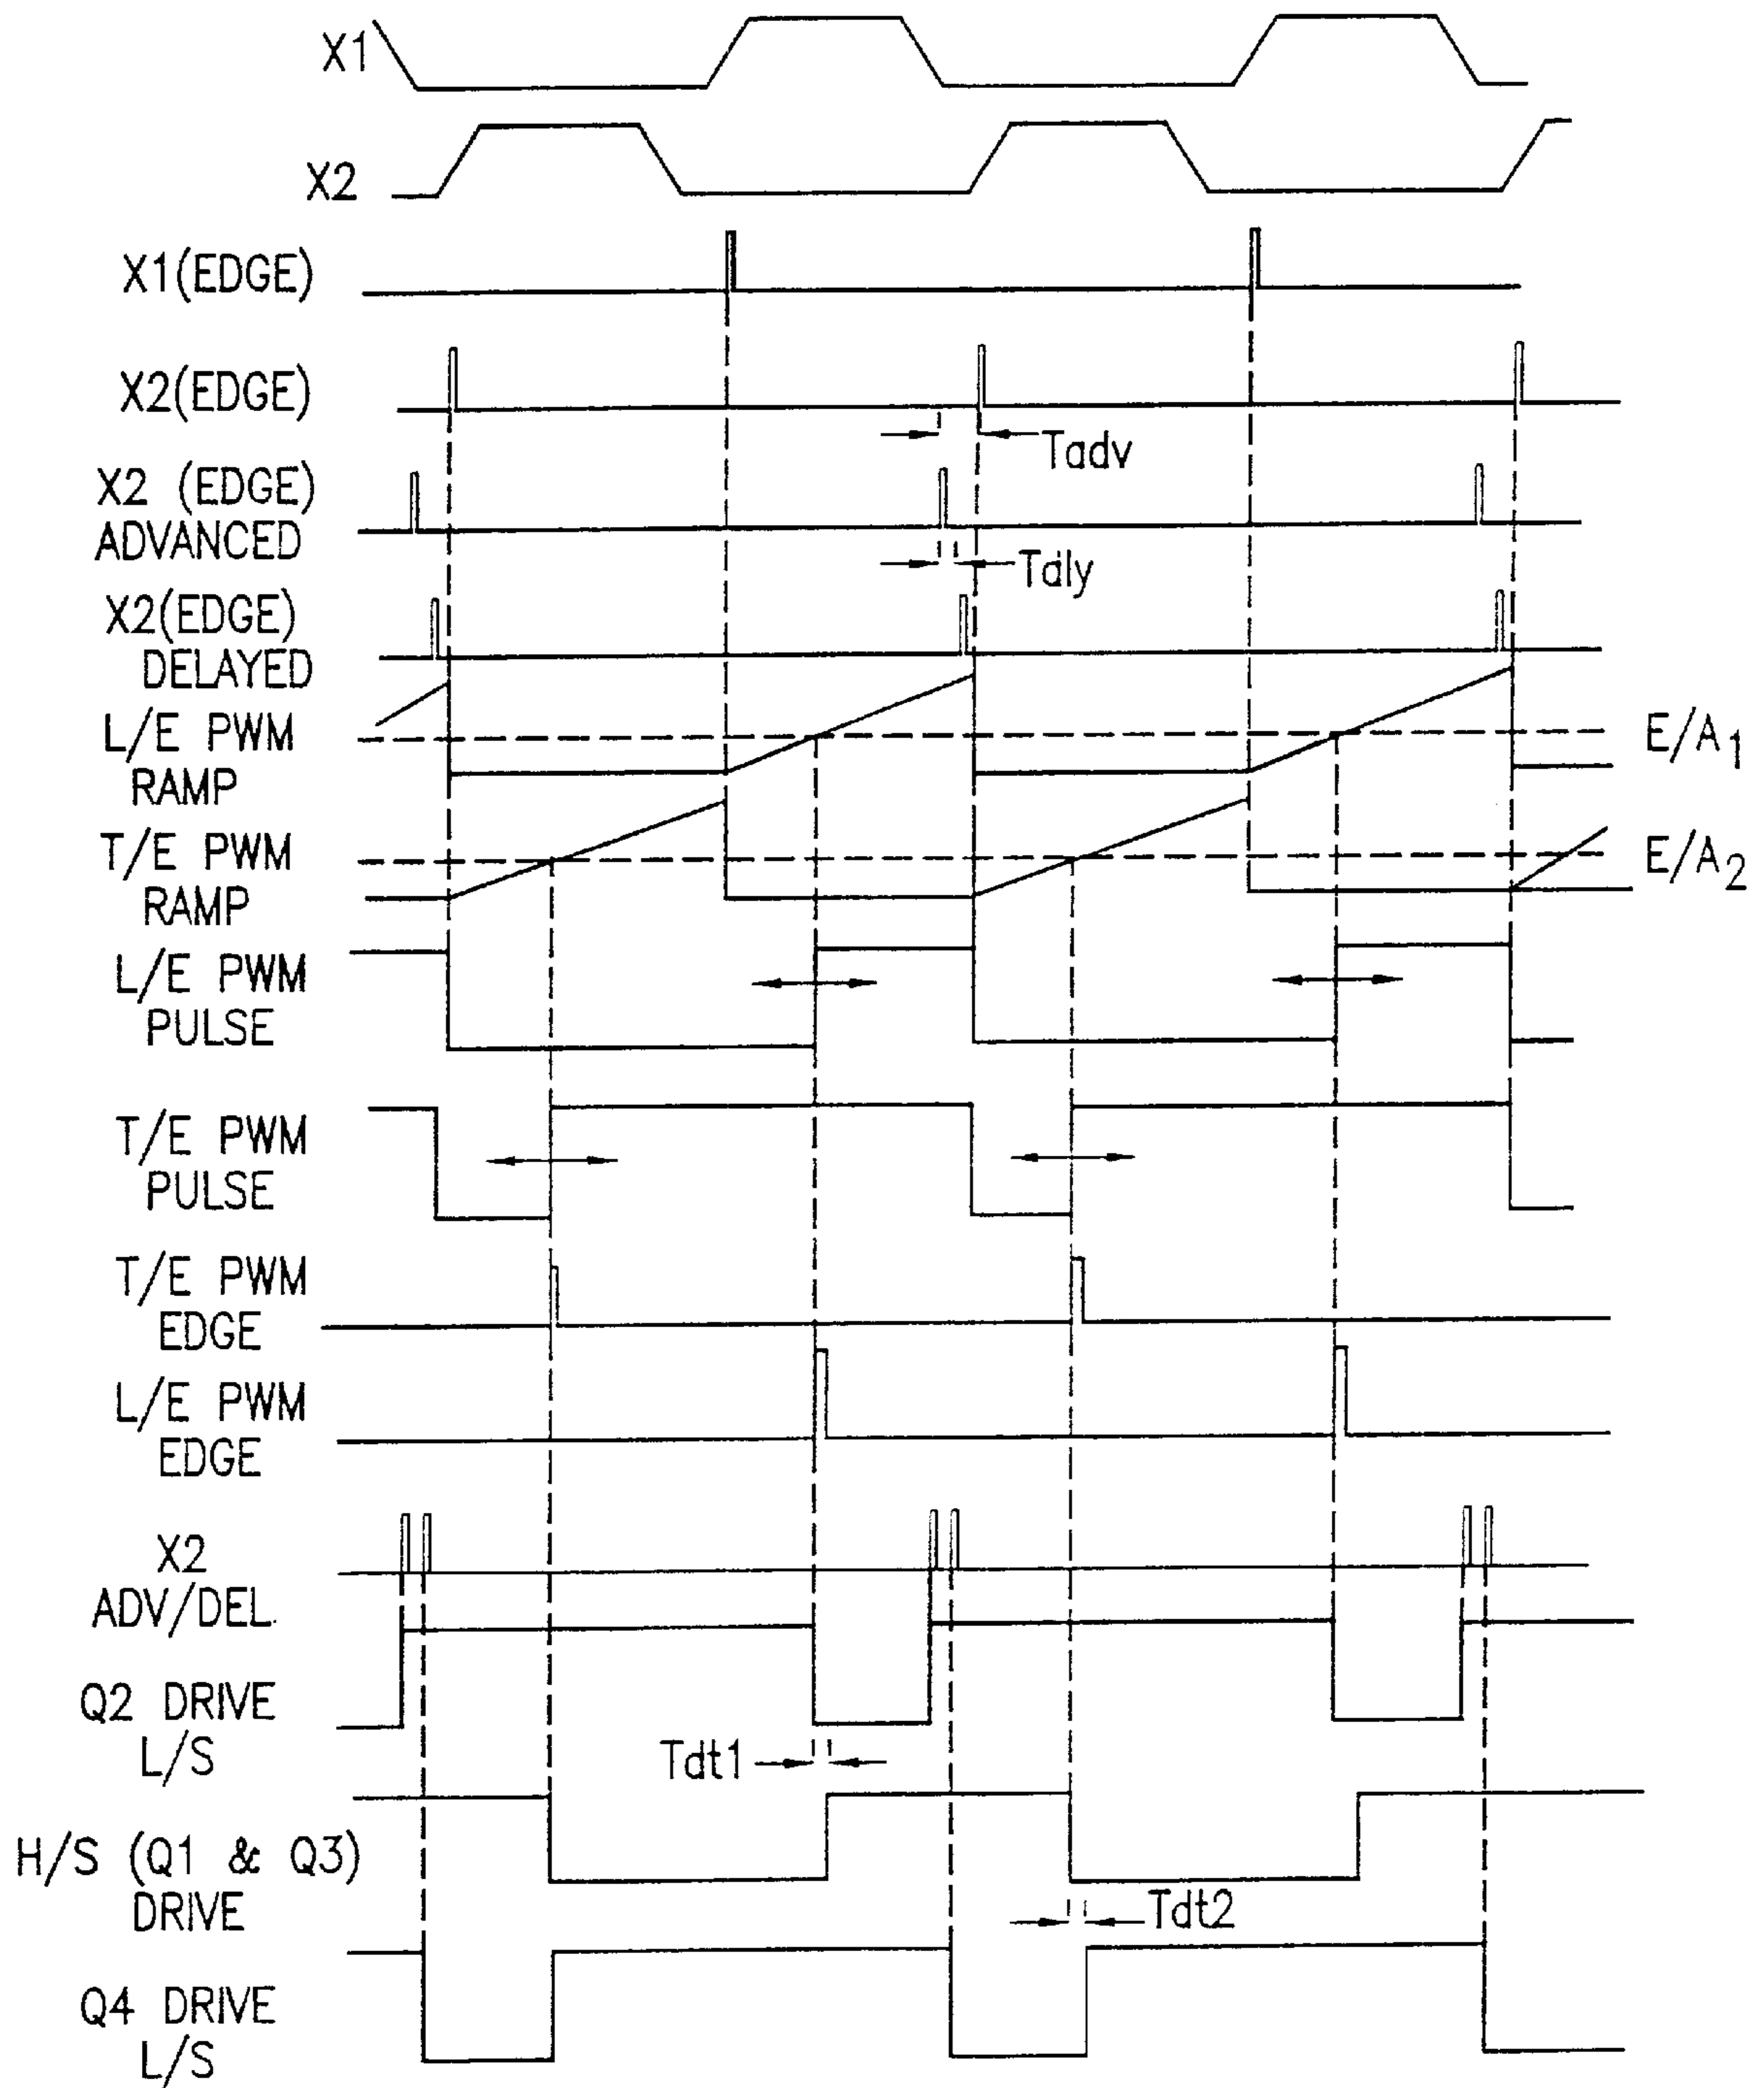 X1
X2
X1(EDGE)
X2(EDGE)
Tadv
X2 (EDGE)
ADVANCED
Tdly
X2(EDGE)
DELAYED
L/E PWM
RAMP
E/A1
T/E PWM
RAMP
E/A2
L/E PWM
PULSE
T/E PWM
PULSE
T/E PWM
EDGE
L/E PWM
EDGE
X2
ADV/DEL.
Q2 DRIVE
L/S
Tdt1
H/S (Q1 & Q3)
DRIVE
Tdt2
Q4 DRIVE
L/S